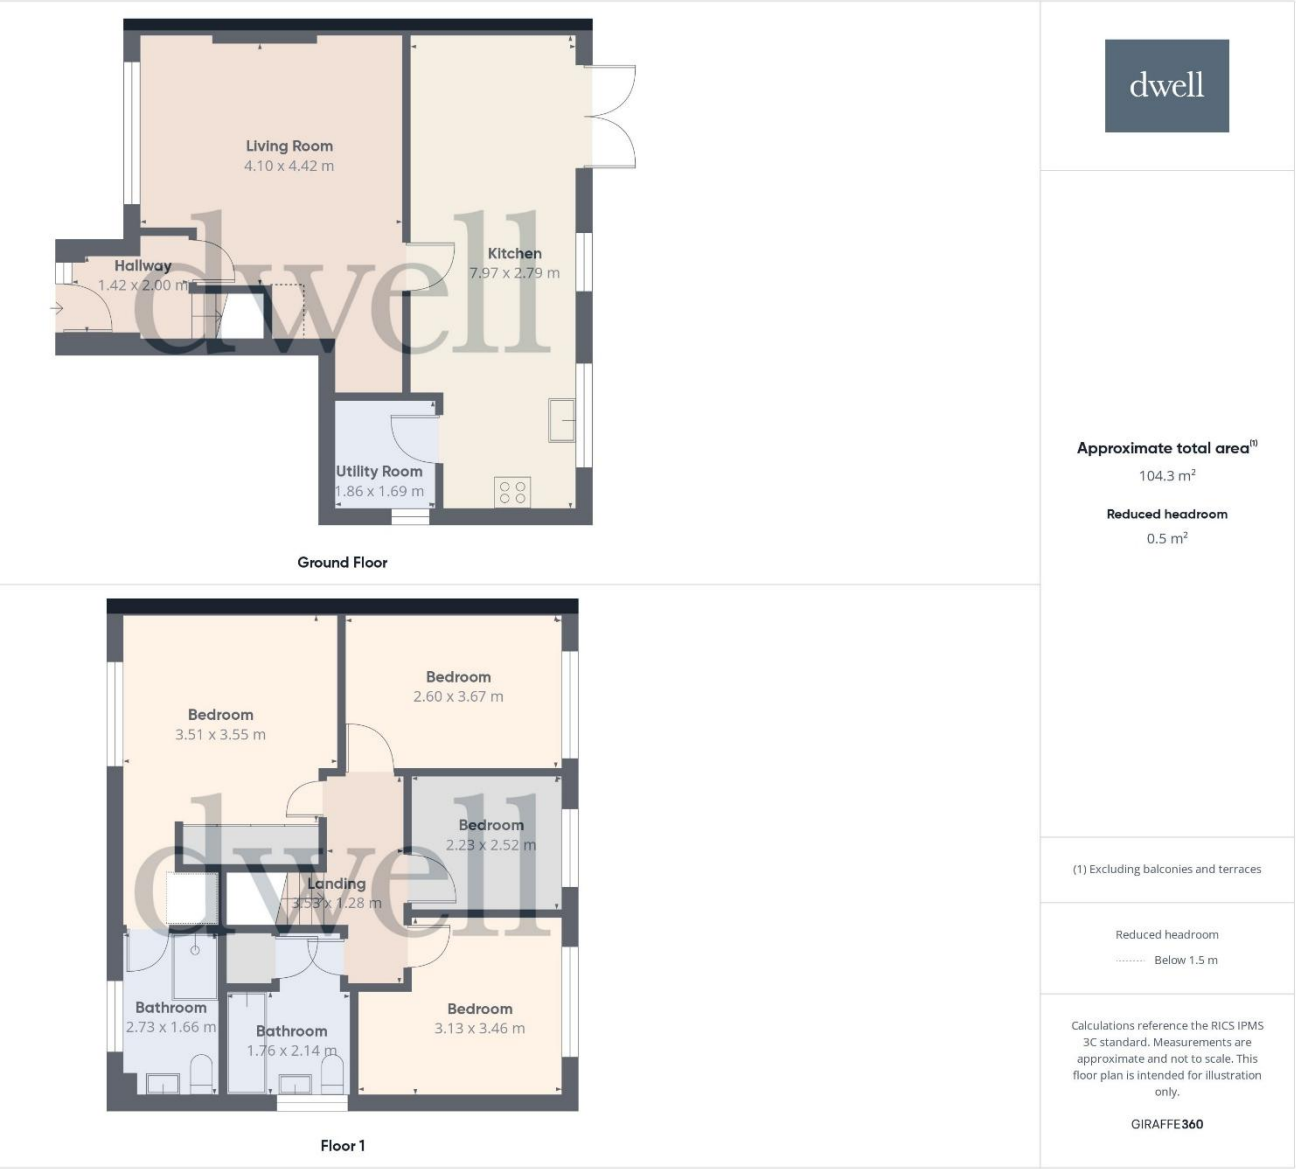 Living Room
4.10 x 4.42 m
Kitchen
7.97 x 2.79 m
Hallway
1.42 x 2.00 m
dwell
Utility Room
1.86 x 1.69 m
Ground Floor
Bedroom
2.60 x 3.67 m
Bedroom
3.51 x 3.55 m
Bedroom
2.23 x 2.52 m
dwell
Landing
3.53 x 1.28 m
Bathroom
2.73 x 1.66 m
Bedroom
3.13 x 3.46 m
Bathroom
1.76 x 2.14 m
Floor 1
dwell
Approximate total area(1)
104.3 m²
Reduced headroom
0.5 m²
(1) Excluding balconies and terraces
Reduced headroom
Below 1.5 m
Calculations reference the RICS IPMS
3C standard. Measurements are
approximate and not to scale. This
floor plan is intended for illustration
only.
GIRAFFE360